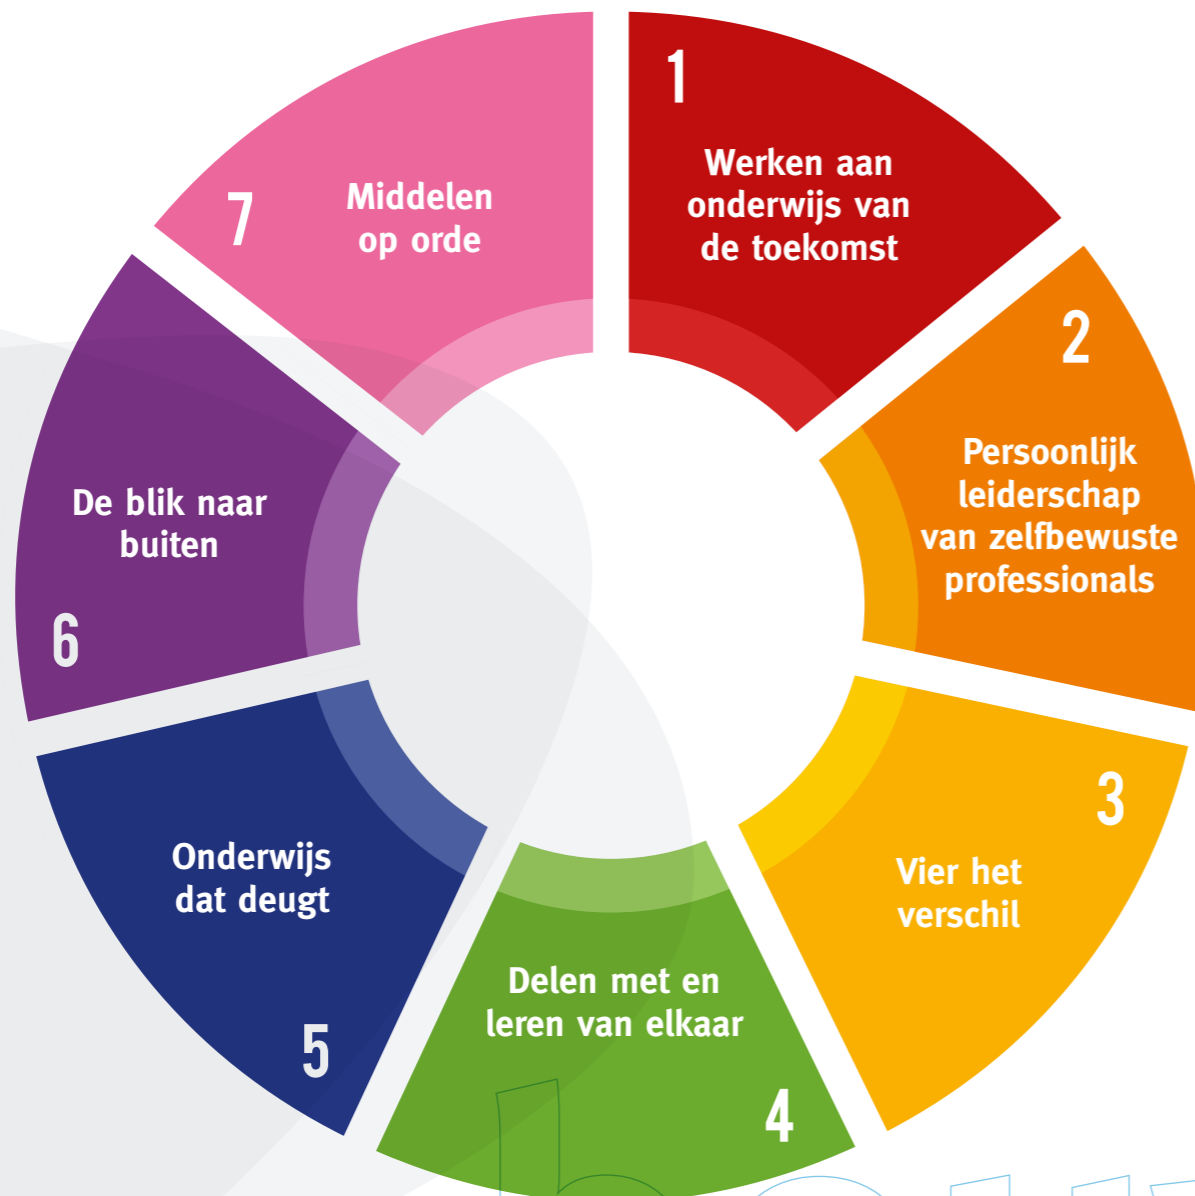 1
Werken aan
onderwijs van
de toekomst
2
Persoonlijk
leiderschap
van zelfbewuste
professionals
3
Vier het
verschil
4
Delen met en
leren van elkaar
5
Onderwijs
dat deugt
6
De blik naar
buiten
7
Middelen
op orde